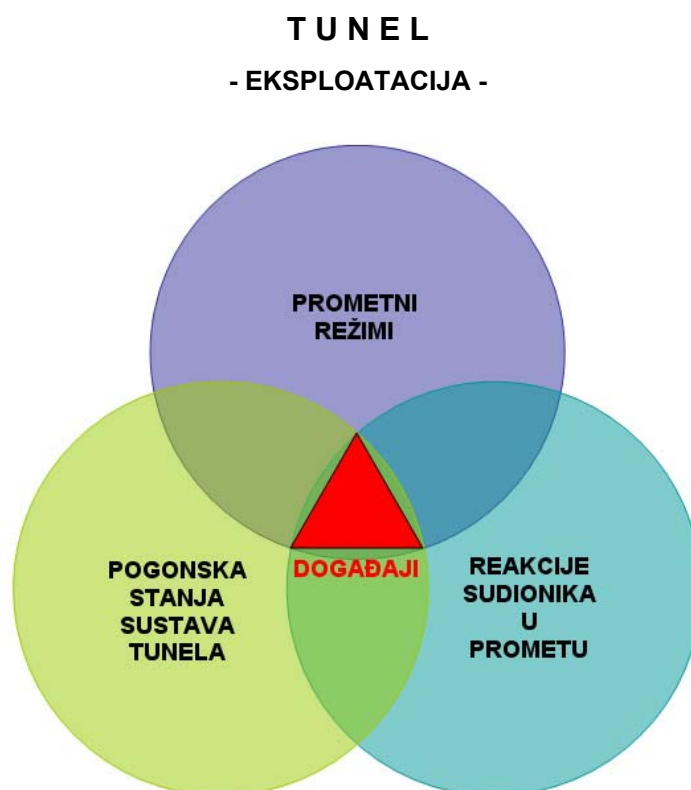 T U N E L
- EKSPLOATACIJA -
PROMETNI
REŽIMI
POGONSKA
STANJA
SUSTAVA
TUNELA
DOGAĐAJI
REAKCIJE
SUDIONIKA
U
PROMETU